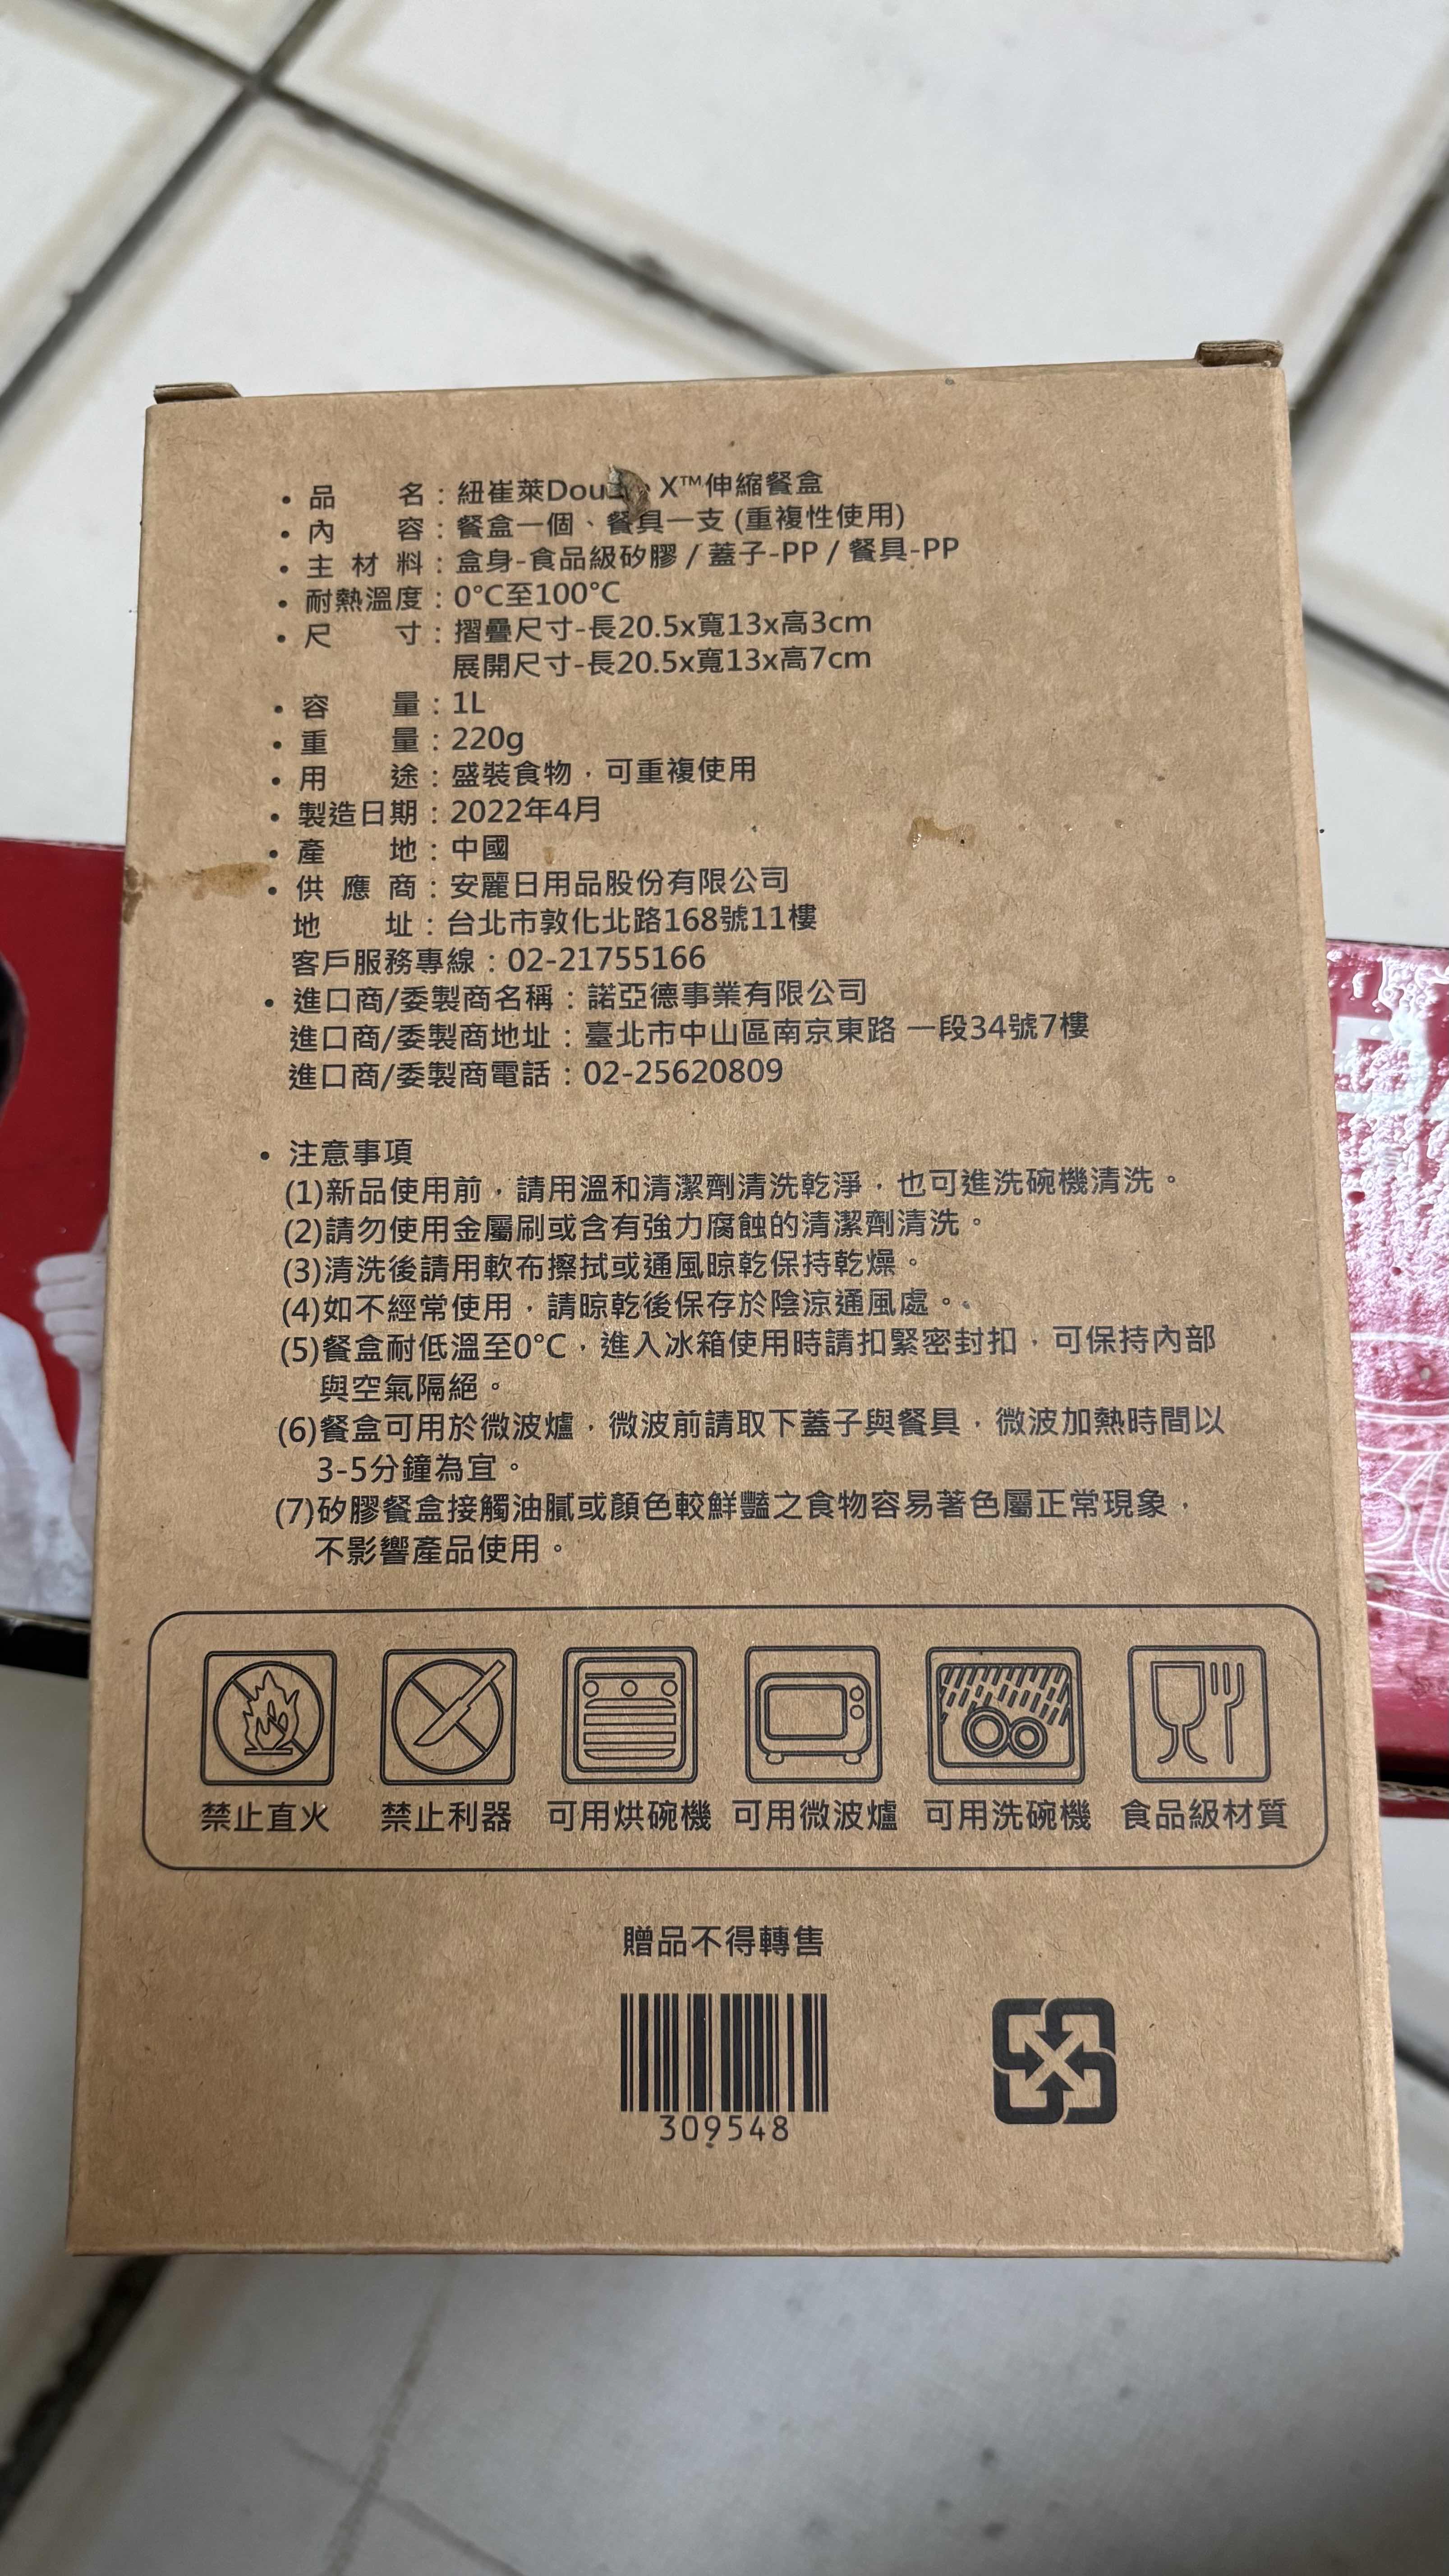 • 品　　名：紐崔萊Dou X™伸縮餐盒
• 內　　容：餐盒一個、餐具一支 (重複性使用)
• 主 材 料：盒身-食品級矽膠 / 蓋子-PP / 餐具-PP
• 耐熱溫度：0°C至100°C
• 尺　　寸：摺疊尺寸-長20.5x寬13x高3cm
展開尺寸-長20.5x寬13x高7cm
• 容　　量：1L
• 重　　量：220g
• 用　　途：盛裝食物，可重複使用
• 製造日期：2022年4月
• 產　　地：中國
• 供 應 商：安麗日用品股份有限公司
地　　址：台北市敦化北路168號11樓
客戶服務專線：02-21755166
• 進口商/委製商名稱：諾亞德事業有限公司
進口商/委製商地址：臺北市中山區南京東路 一段34號7樓
進口商/委製商電話：02-25620809
• 注意事項
(1)新品使用前，請用溫和清潔劑清洗乾淨，也可進洗碗機清洗。
(2)請勿使用金屬刷或含有強力腐蝕的清潔劑清洗。
(3)清洗後請用軟布擦拭或通風晾乾保持乾燥。
(4)如不經常使用，請晾乾後保存於陰涼通風處。
(5)餐盒耐低溫至0°C，進入冰箱使用時請扣緊密封扣，可保持內部
與空氣隔絕。
(6)餐盒可用於微波爐，微波前請取下蓋子與餐具，微波加熱時間以
3-5分鐘為宜。
(7)矽膠餐盒接觸油膩或顏色較鮮豔之食物容易著色屬正常現象，
不影響產品使用。
禁止直火 禁止利器 可用烘碗機 可用微波爐 可用洗碗機 食品級材質
贈品不得轉售
309548